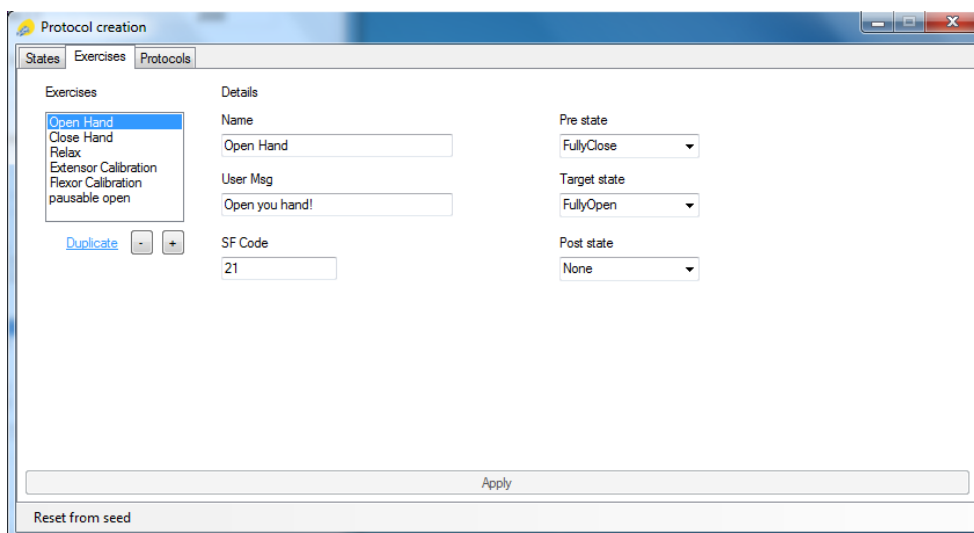 Protocol creation
States Exercises Protocols
Exercises
Details
Open Hand
Close Hand
Relax
Extensor Calibration
Flexor Calibration
pausable open
Duplicate - +
Name
Open Hand
User Msg
Open you hand!
SF Code
21
Pre state
FullyClose
Target state
FullyOpen
Post state
None
Apply
Reset from seed